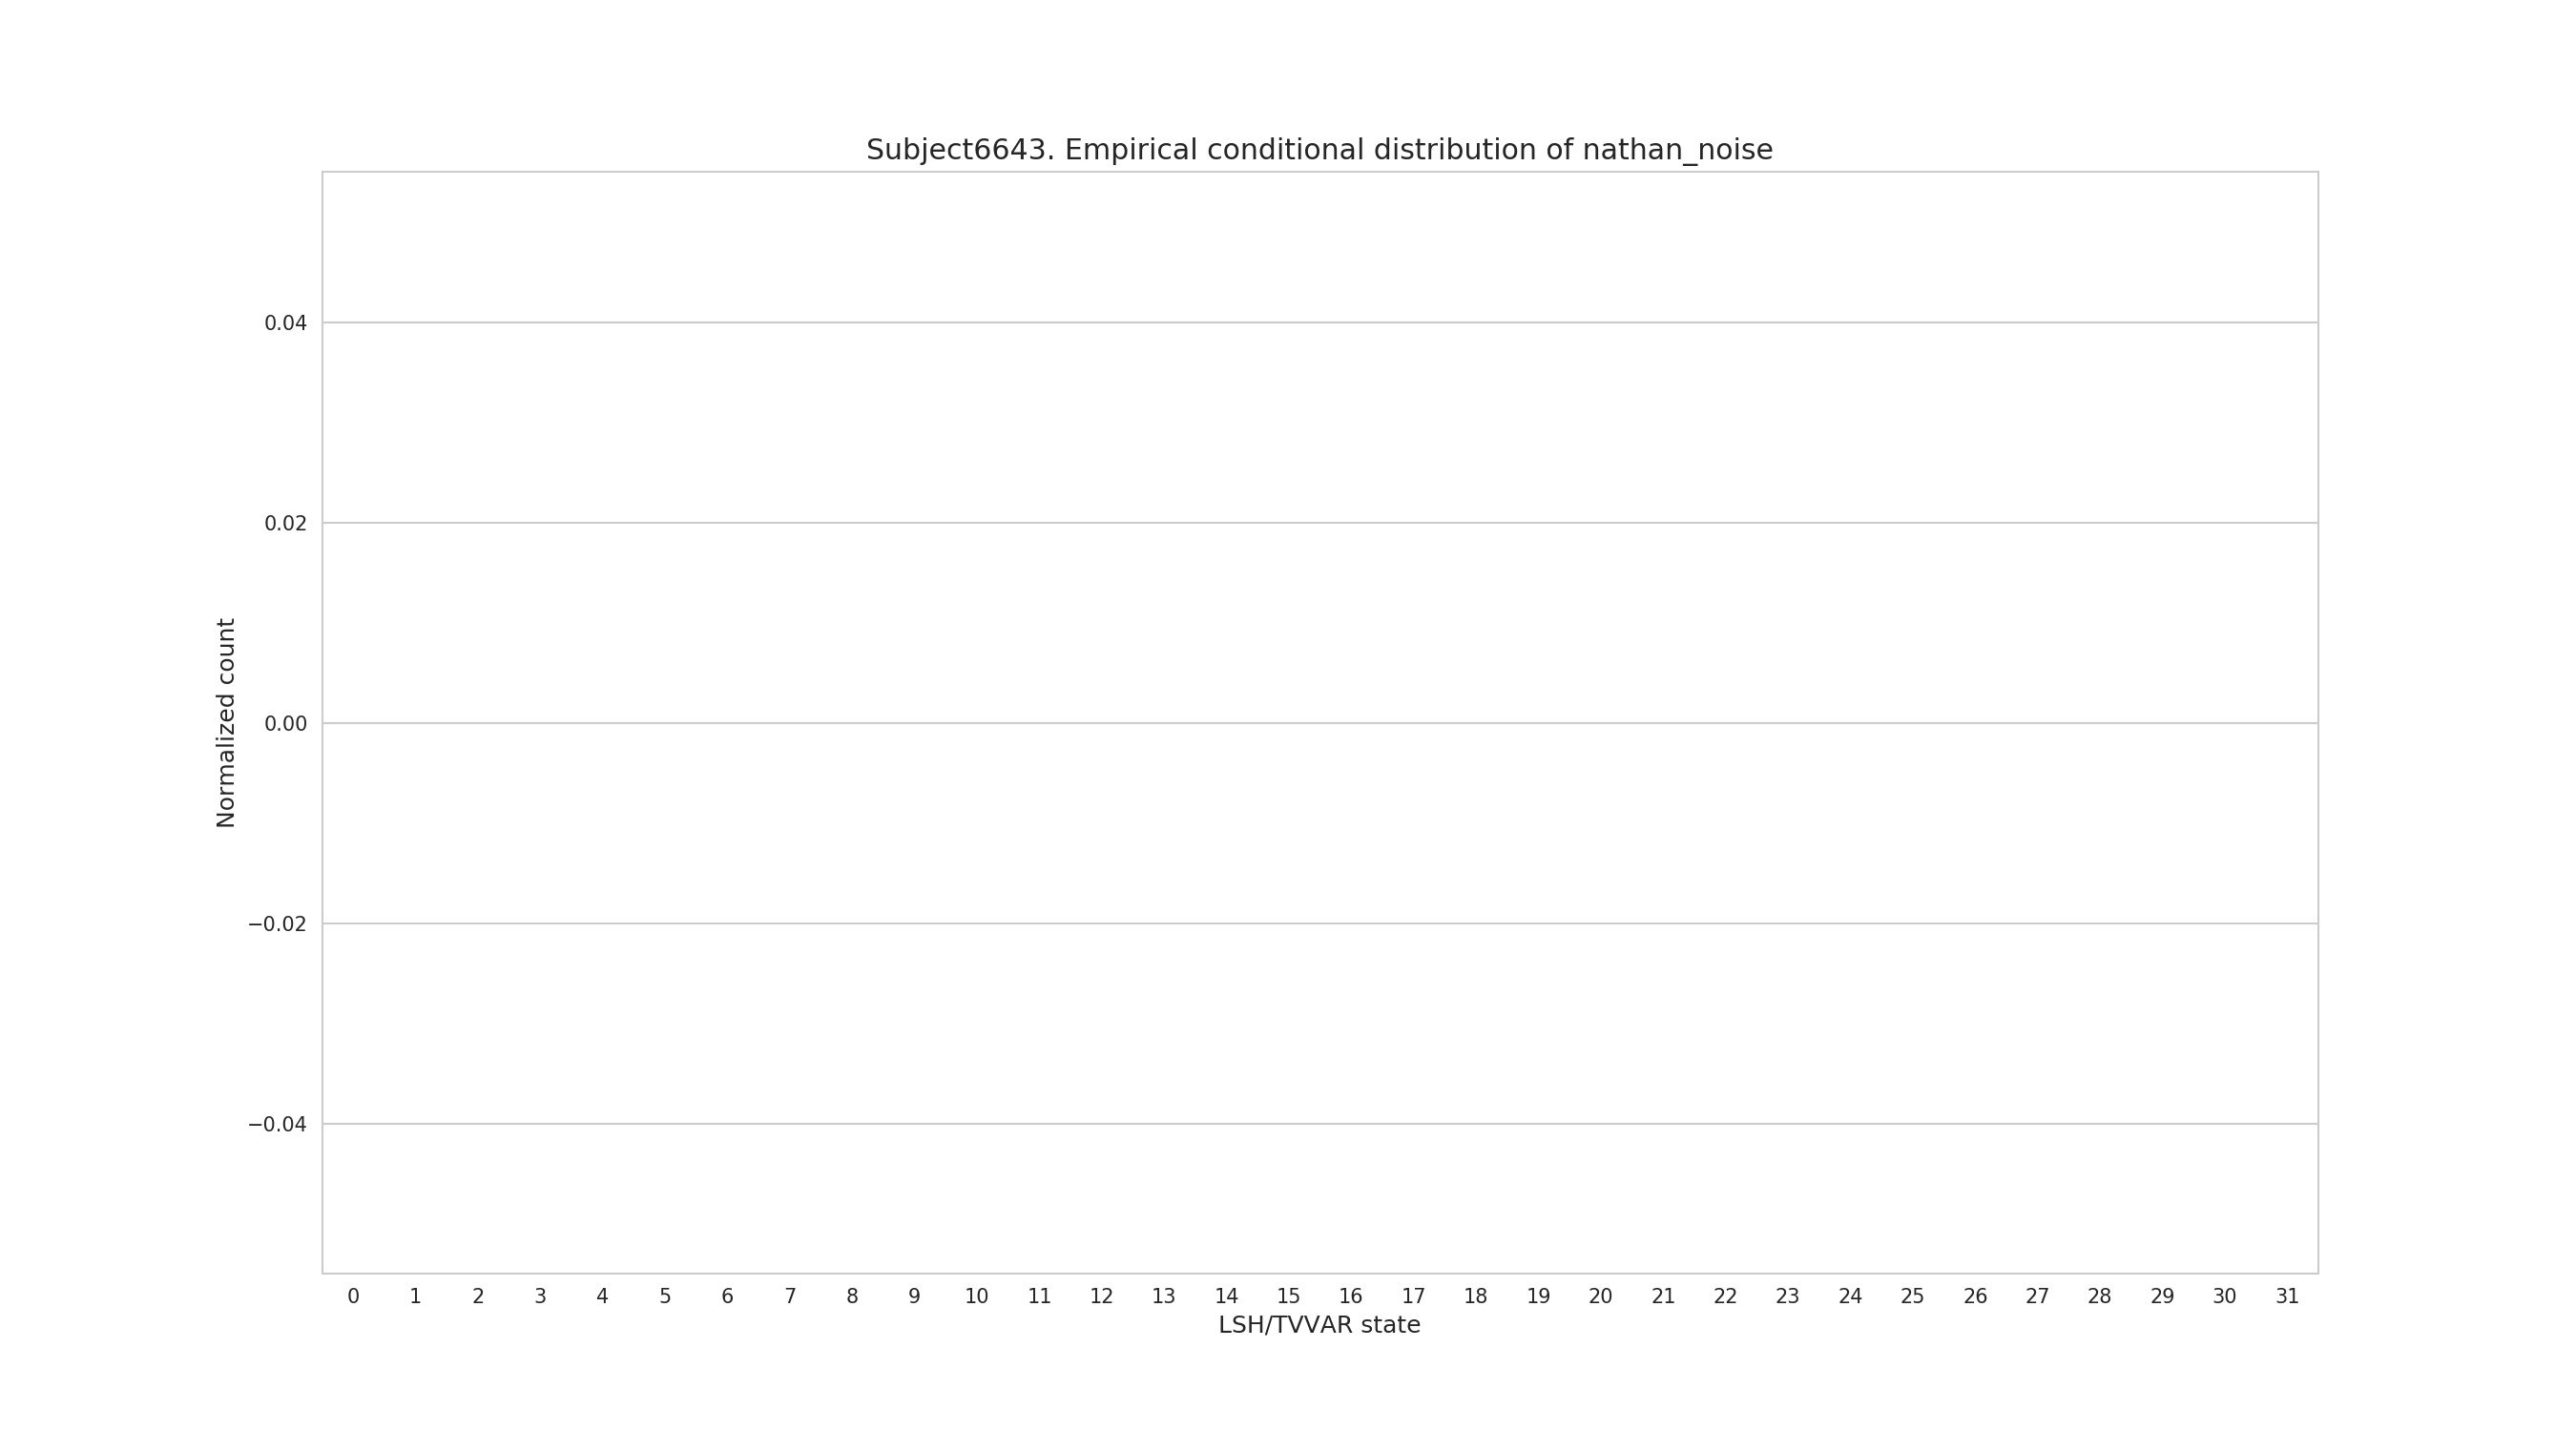 Subject6643. Empirical conditional distribution of nathan_noise
0.04
0.02
0.00
−0.02
−0.04
Normalized count
0 1 2 3 4 5 6 7 8 9 10 11 12 13 14 15 16 17 18 19 20 21 22 23 24 25 26 27 28 29 30 31
LSH/TVVAR state